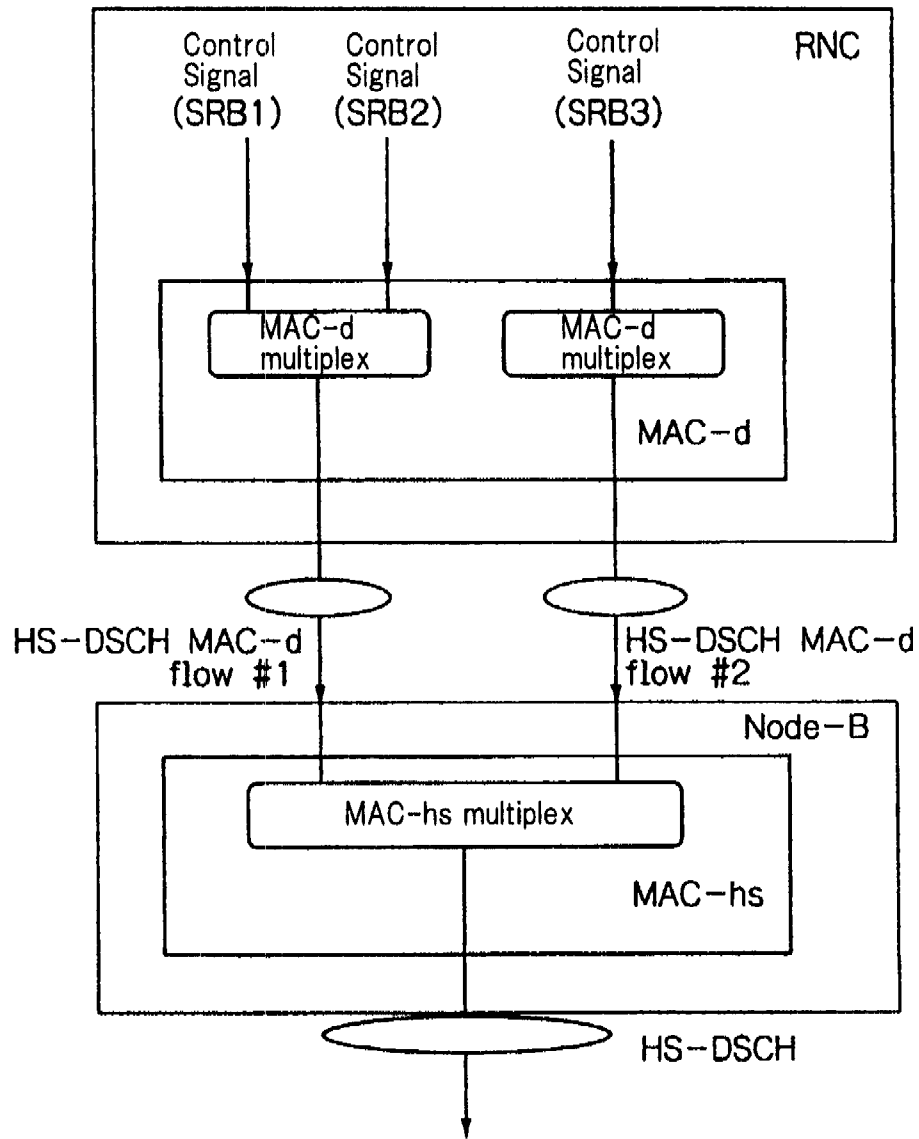 RNC
Control
Signal
(SRB1)
Control
Signal
(SRB2)
Control
Signal
(SRB3)
MAC-d
multiplex
MAC-d
multiplex
MAC-d
HS-DSCH MAC-d
flow #1
HS-DSCH MAC-d
flow #2
Node-B
MAC-hs multiplex
MAC-hs
HS-DSCH